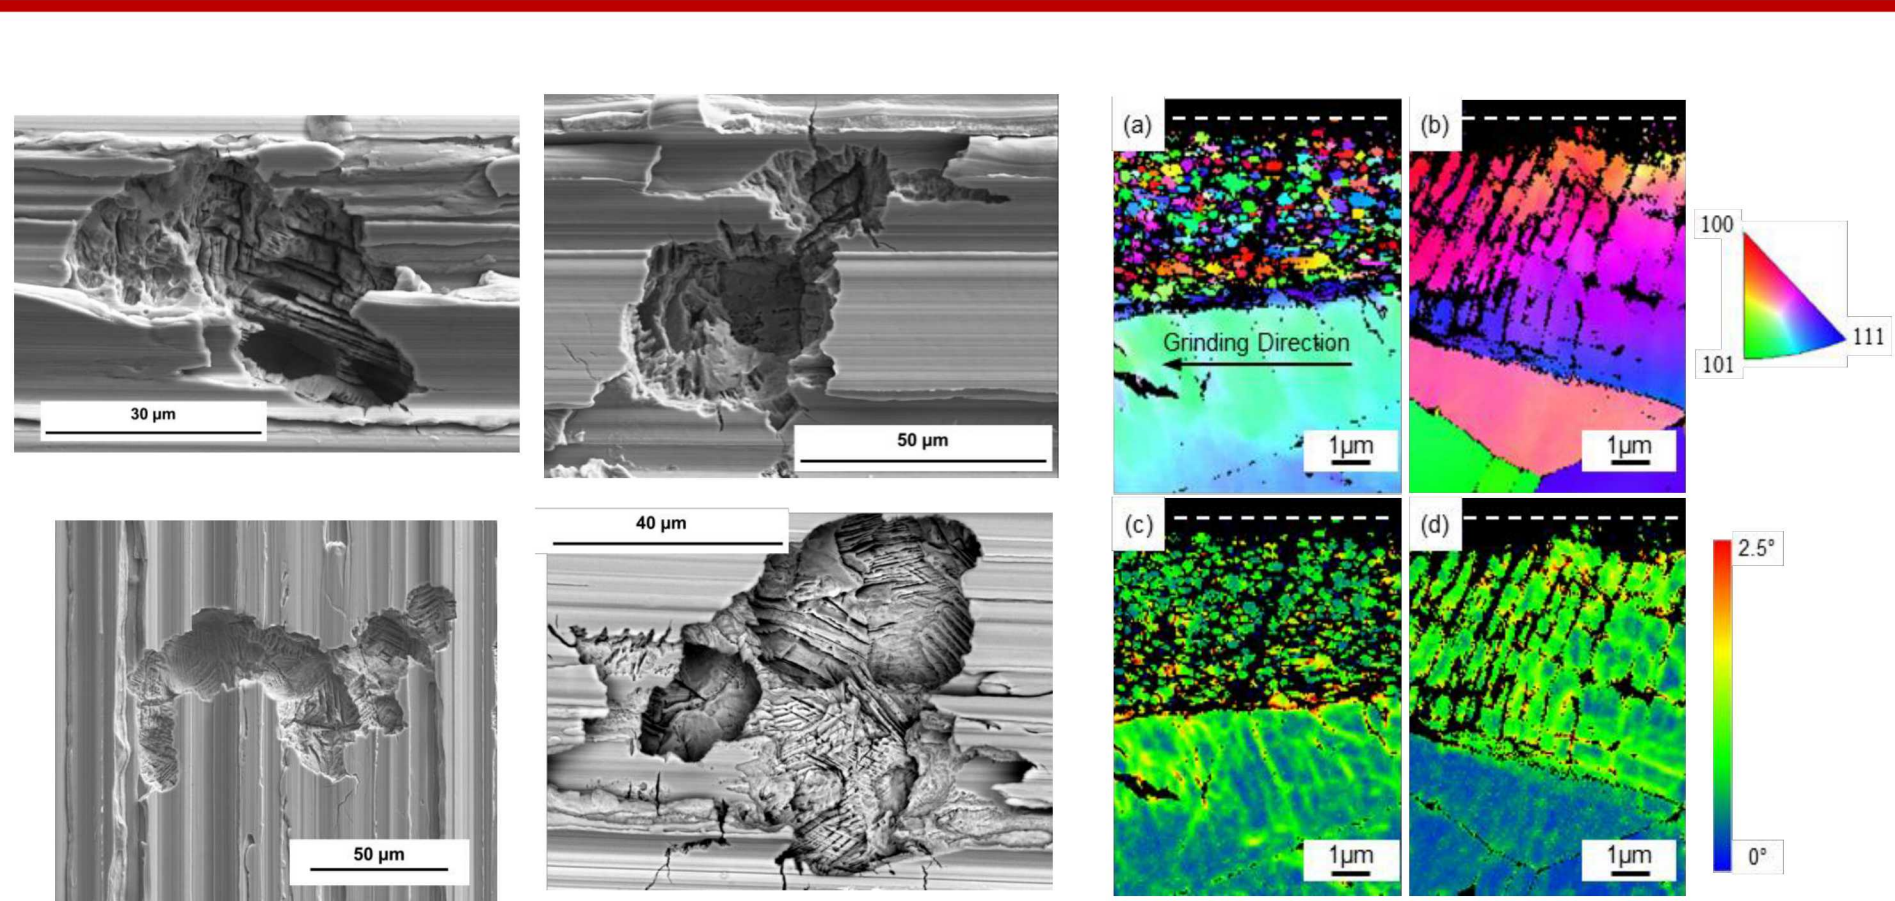 30 µm
50 µm
50 µm
40 µm
(a)
(b)
Grinding Direction
1µm
1µm
100
111
101
(c)
(d)
1µm
1µm
2.5°
0°